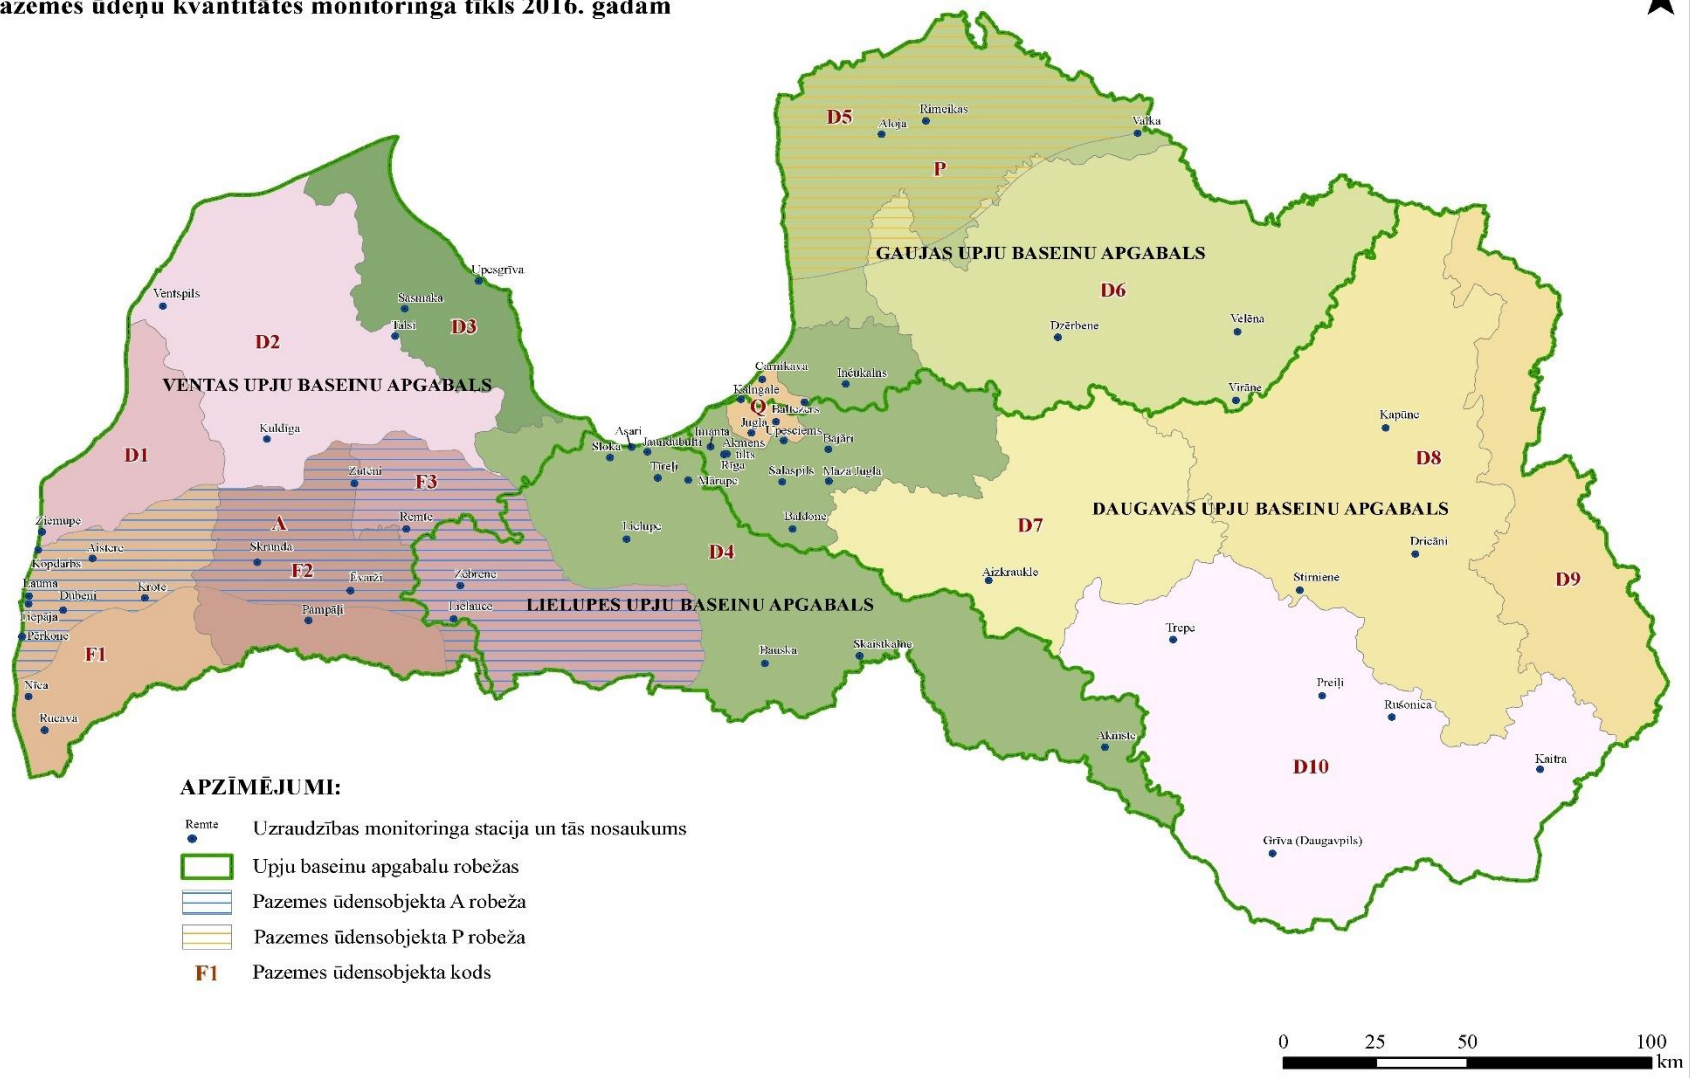 azemes ūdeņu kvantitātes monitoringa tīkls 2016. gadam
D5
Rimeikas
Aloja
Valka
P
GAUJAS UPJU BASEINU APGABALS
D6
Upesgrīva
Ventspils
Sasmaka
Talsi
D3
D2
Velēna
Dzērbene
VENTAS UPJU BASEINU APGABALS
Carnikava
Inčukalns
Kalngale
Virāne
Q
Baltezers
Kapūne
Kuldīga
Jugla
Upesciems
Asari
Imanta
Jaundubulti
Akmens
tilts
Bajāri
Sloka
D1
D8
Rīga
Tīreļi
Mārupe
Salaspils
Mazā Jugla
Zutēni
F3
DAUGAVAS UPJU BASEINU APGABALS
Ziemupe
A
Remte
Lielupe
Baldone
D7
Aistere
Skrunda
D4
Dricāni
Kopdarbs
F2
Aizkraukle
Stirniene
D9
Lauma
Krote
Ēvarži
Zebrene
Dubeņi
Pampāļi
Lielauce
LIELUPES UPJU BASEINU APGABALS
Liepāja
Pērkone
Trepe
F1
Bauska
Skaistkalne
Nīca
Preiļi
Rucava
Rušonica
Aknīste
Kaitra
D10
APZĪMĒJUMI:
Remte
Uzraudzības monitoringa stacija un tās nosaukums
Grīva (Daugavpils)
Upju baseinu apgabalu robežas
Pazemes ūdensobjekta A robeža
Pazemes ūdensobjekta P robeža
F1 Pazemes ūdensobjekta kods
0 25 50 100
km